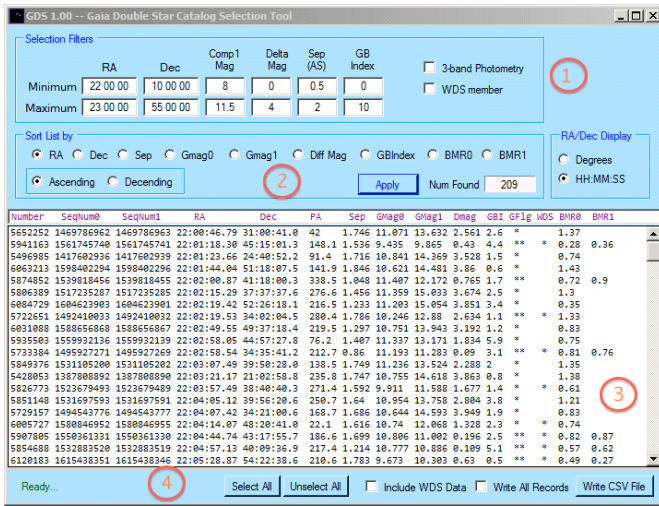 GDS 1.00 -- Gaia Double Star Catalog Selection Tool
Selection Filters
RA Dec Comp1 Mag Delta Mag Sep (AS) GB Index
Minimum 22 00 00 10 00 00 8 0 0.5 0
Maximum 23 00 00 55 00 00 11.5 4 2 10
3-band Photometry
WDS member
1
Sort List by
RA Dec Sep Gmag0 Gmag1 Diff Mag GBIndex BMR0 BMR1
Ascending Decending
2
Apply Num Found 209
RA/Dec Display
Degrees
HH:MM:SS
Number SeqNum0 SeqNum1 RA Dec PA Sep GMag0 GMag1 Dmag GBI GFlg WDS BMR0 BMR1
5652252 1469786962 1469786963 22:00:46.79 31:00:41.0 42 1.746 11.071 13.632 2.561 2.6 * 1.37
5941163 1561745740 1561745741 22:01:18.30 45:15:01.3 148.1 1.536 9.435 9.865 0.43 4.4 ** * 0.28 0.36
5496985 1417602936 1417602939 22:01:23.66 24:40:52.2 91.4 1.716 10.841 14.369 3.528 1.5 * 0.74
6063213 1598402294 1598402296 22:01:44.04 51:18:07.5 141.9 1.846 10.621 14.481 3.86 0.6 * 1.43
5874852 1539818456 1539818455 22:02:00.87 41:18:00.3 338.5 1.048 11.407 12.172 0.765 1.7 ** 0.72 0.9
5806389 1517235287 1517235285 22:02:15.29 37:37:37.6 276.6 1.456 11.359 15.033 3.674 2.5 * 1.3
6084729 1604623903 1604623901 22:02:19.42 52:26:18.1 216.5 1.233 11.203 15.054 3.851 3.4 * 0.35
5722651 1492410033 1492410032 22:02:19.53 34:02:04.5 280.4 1.786 10.246 12.88 2.634 1.1 ** * 1.33
6031088 1588656868 1588656867 22:02:49.55 49:37:18.4 219.5 1.297 10.751 13.943 3.192 1.2 * 0.83
5935503 1559932136 1559932139 22:02:58.05 44:57:27.8 76.2 1.407 11.337 13.171 1.834 5.9 * 0.75
5733384 1495927271 1495927269 22:02:58.54 34:35:41.2 212.7 0.86 11.193 11.283 0.09 3.1 ** * 0.81 0.76
5849376 1531105200 1531105202 22:03:07.49 39:50:28.0 138.5 1.749 11.236 13.524 2.288 2 * 1.35
5428053 1387808892 1387808890 22:03:21.17 21:02:58.8 235.8 1.747 10.755 14.618 3.863 0.8 * 1.38
5826773 1523679493 1523679489 22:03:57.49 38:40:40.3 271.4 1.592 9.911 11.588 1.677 1.4 * * 0.61
5851148 1531697593 1531697591 22:04:05.12 39:56:20.6 250.7 1.64 10.954 13.758 2.804 3.8 * 1.21
5729157 1494543776 1494543777 22:04:07.42 34:21:00.6 168.7 1.686 10.644 14.593 3.949 1.9 * 0.83
6005727 1580846952 1580846955 22:04:14.07 48:20:41.0 22.1 1.616 10.74 12.068 1.328 2.3 * * 0.74
5907805 1550361331 1550361330 22:04:44.74 43:17:55.7 186.6 1.699 10.806 11.002 0.196 2.5 ** * 0.82 0.87
5854688 1532883520 1532883519 22:04:57.13 40:09:36.9 217.4 1.214 10.777 10.886 0.109 5.1 ** * 0.57 0.62
6120183 1615438351 1615438346 22:05:28.87 54:22:38.6 210.6 1.783 9.673 10.303 0.63 0.5 ** * 0.49 0.27
3
Ready... 4 Select All Unselect All Include WDS Data Write All Records Write CSV File